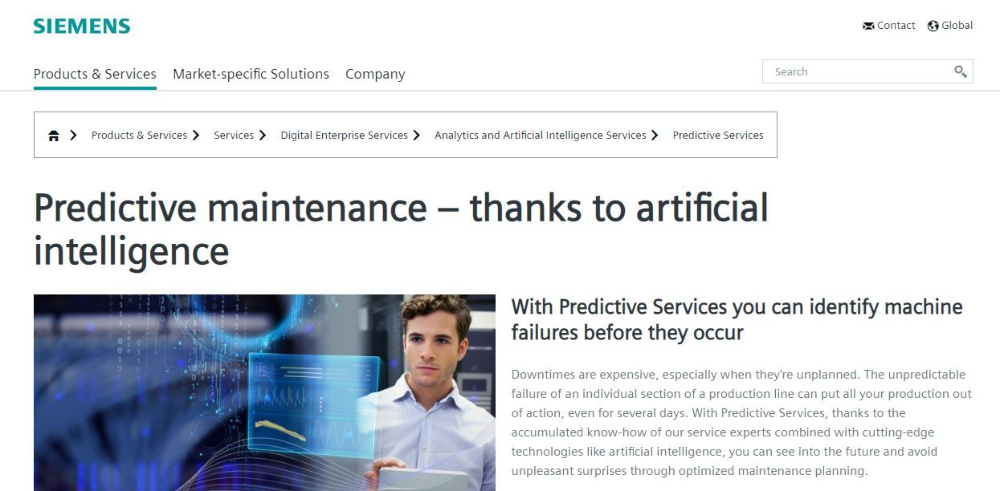 SIEMENS
Contact
Global
Products & Services
Market-specific Solutions
Company
Search
Products & Services
Services
Digital Enterprise Services
Analytics and Artificial Intelligence Services
Predictive Services
Predictive maintenance – thanks to artificial
intelligence
With Predictive Services you can identify machine
failures before they occur
Downtimes are expensive, especially when they’re unplanned. The unpredictable
failure of an individual section of a production line can put all your production out
of action, even for several days. With Predictive Services, thanks to the
accumulated know-how of our service experts combined with cutting-edge
technologies like artificial intelligence, you can see into the future and avoid
unpleasant surprises through optimized maintenance planning.